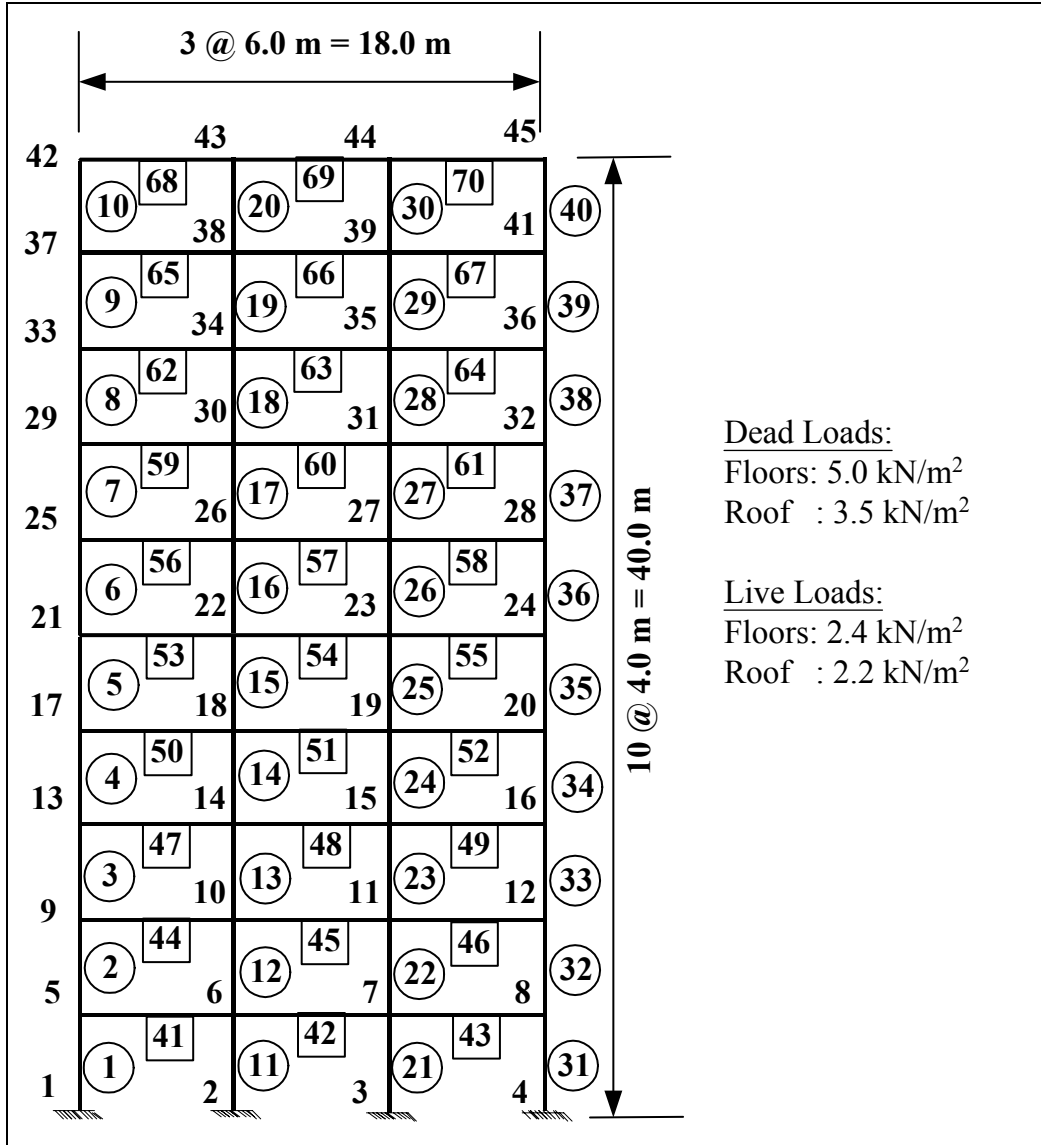 3 @ 6.0 m = 18.0 m
43 44 45
42
68 69 70
10 20 30 40
38 39 41
37
65 66 67
9 19 29 39
34 35 36
33
62 63 64
8 18 28 38
30 31 32
29
59 60 61
7 17 27 37
26 27 28
25
56 57 58
6 16 26 36
22 23 24
21
53 54 55
5 15 25 35
18 19 20
17
50 51 52
4 14 24 34
14 15 16
13
47 48 49
3 13 23 33
10 11 12
9
44 45 46
2 12 22 32
6 7 8
5
41 42 43
1 11 21 31
1 2 3 4
10 @ 4.0 m = 40.0 m
Dead Loads:
Floors: 5.0 kN/m²
Roof : 3.5 kN/m²
Live Loads:
Floors: 2.4 kN/m²
Roof : 2.2 kN/m²